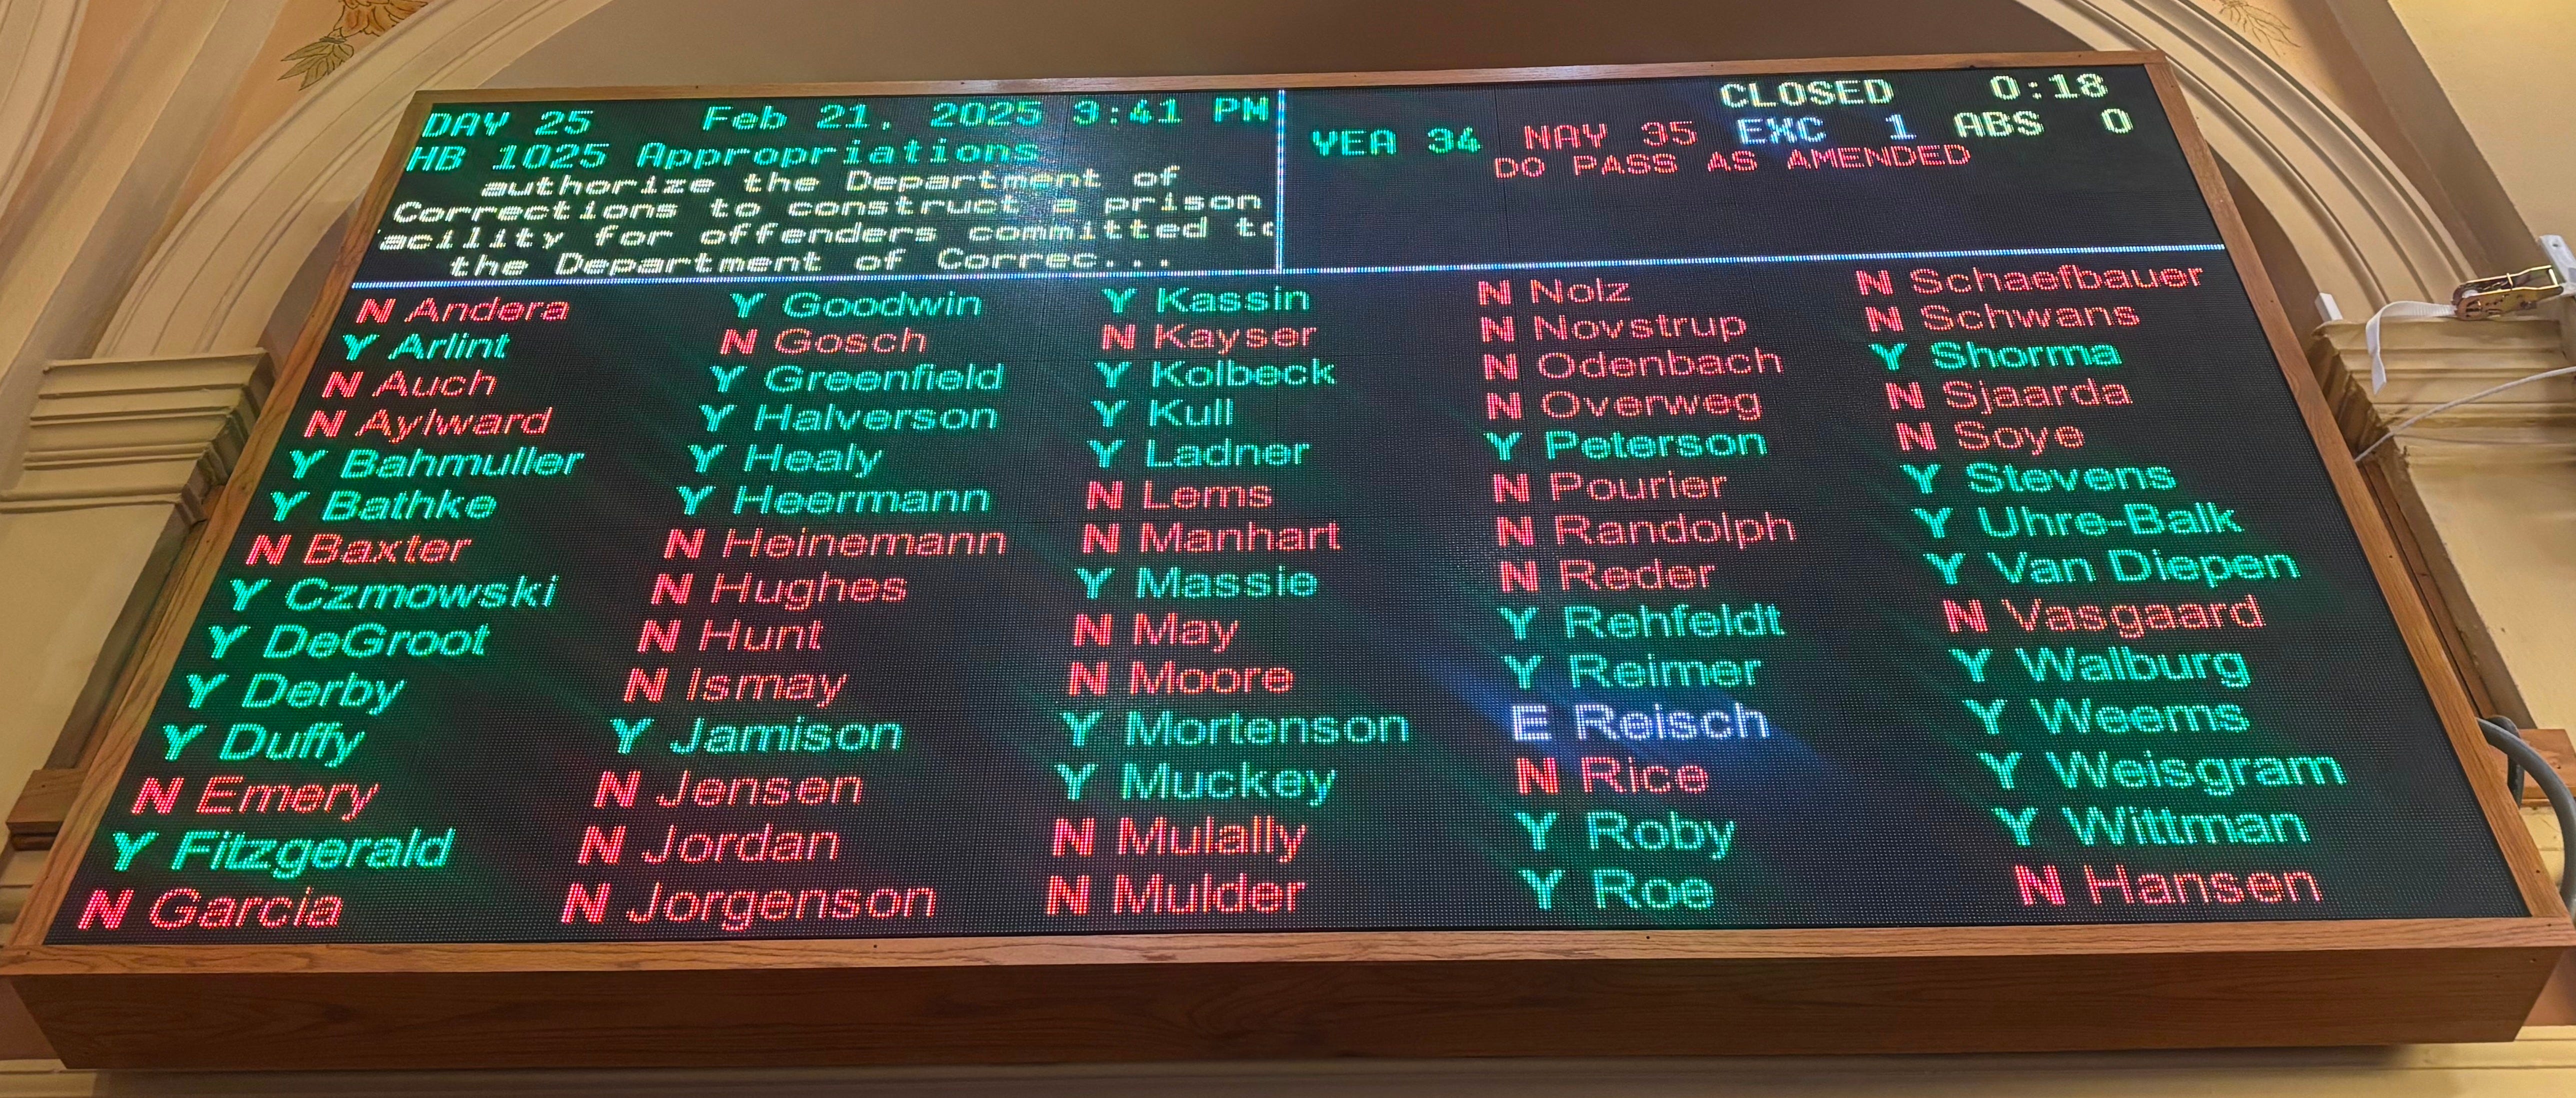 DAY 25 Feb 21, 2025 3:41 PM
HB 1025 Appropriations
authorize the Department of
Corrections to construct a prison
acility for offenders committed to
the Department of Correc...
CLOSED 0:18
YEA 34 NAY 35 EXC 1 ABS 0
DO PASS AS AMENDED
N Andera
Y Arlint
N Auch
N Aylward
Y Bahmuller
Y Bathke
N Baxter
Y Czmowski
Y DeGroot
Y Derby
Y Duffy
N Emery
Y Fitzgerald
N Garcia
Y Goodwin
N Gosch
Y Greenfield
Y Halverson
Y Healy
Y Heermann
N Heinemann
N Hughes
N Hunt
N Ismay
Y Jamison
N Jensen
N Jordan
N Jorgenson
Y Kassin
N Kayser
Y Kolbeck
Y Kull
Y Ladner
N Lems
N Manhart
Y Massie
N May
N Moore
Y Mortenson
Y Muckey
N Mulally
N Mulder
N Nolz
N Novstrup
N Odenbach
N Overweg
Y Peterson
N Pourier
N Randolph
N Reder
Y Rehfeldt
Y Reimer
E Reisch
N Rice
Y Roby
Y Roe
N Schaefbauer
N Schwans
Y Shorma
N Sjaarda
N Soye
Y Stevens
Y Uhre-Balk
Y Van Diepen
N Vasgaard
Y Walburg
Y Weems
Y Weisgram
Y Wittman
N Hansen